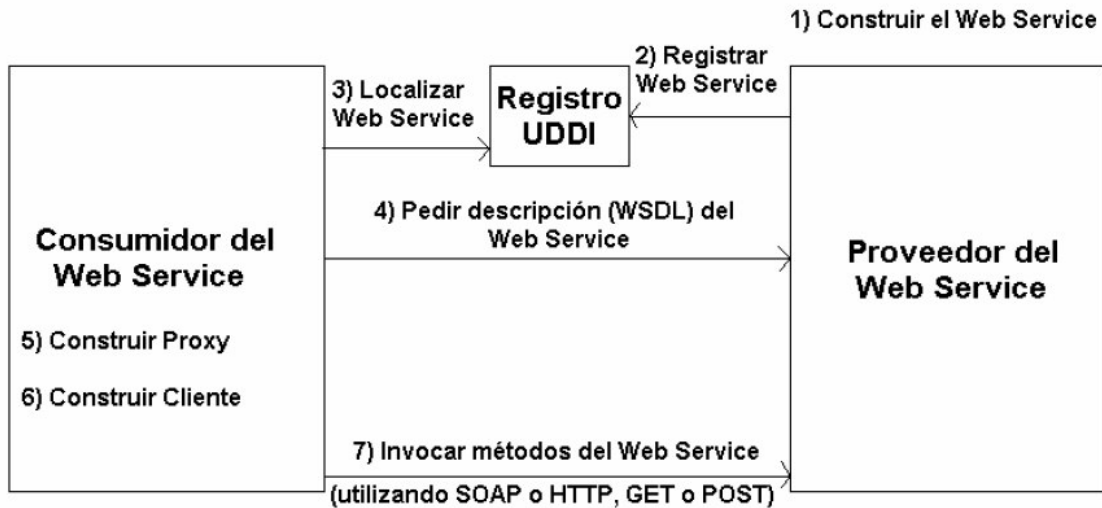 1) Construir el Web Service
2) Registrar
Web Service
3) Localizar
Web Service
Registro
UDDI
4) Pedir descripción (WSDL) del
Web Service
Consumidor del
Web Service
Proveedor del
Web Service
5) Construir Proxy
6) Construir Cliente
7) Invocar métodos del Web Service
(utilizando SOAP o HTTP, GET o POST)